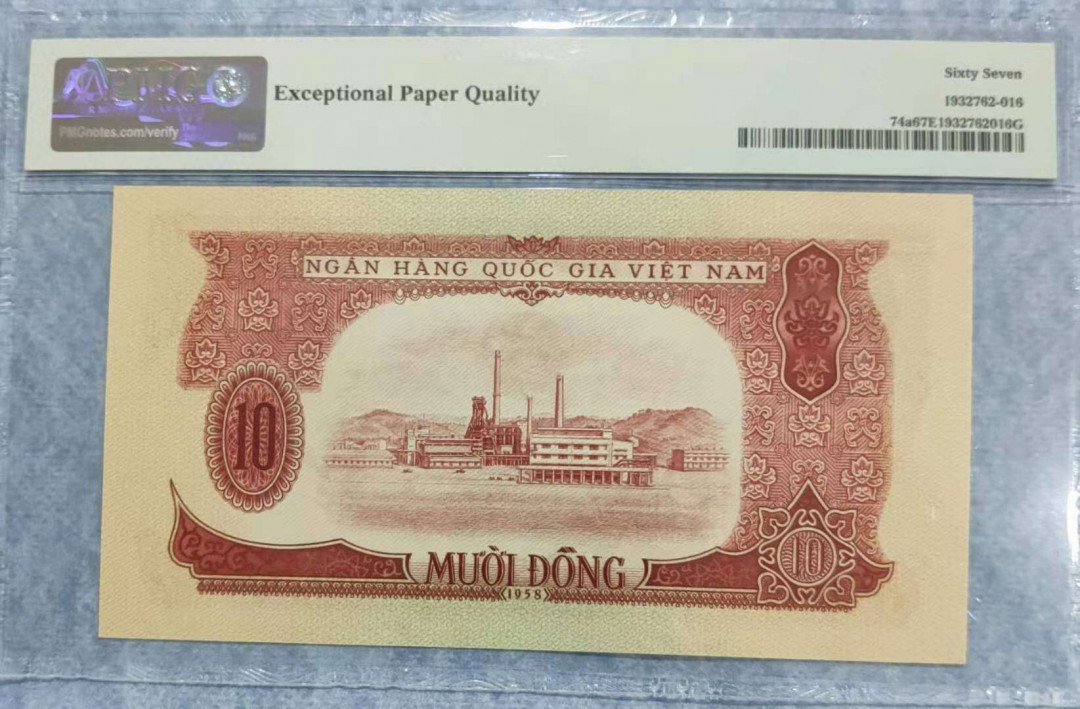 PMG
PMGnotes.com/verify
Exceptional Paper Quality
Sixty Seven
1932762-016
74a67E1932762016G
NGÂN HÀNG QUỐC GIA VIỆT NAM
10
10
MƯỜI ĐỒNG
1958